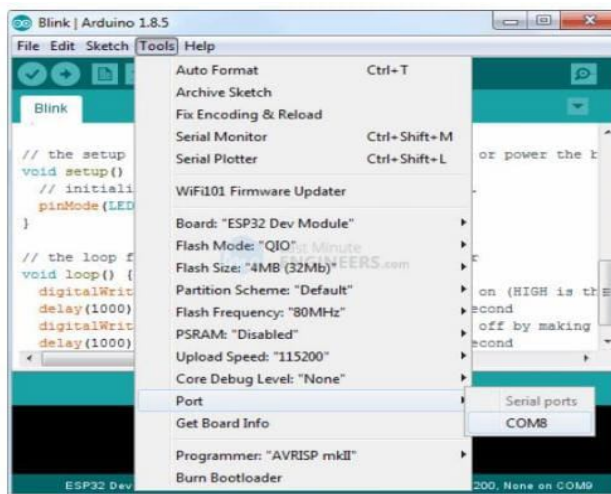 Blink | Arduino 1.8.5
File Edit Sketch Tools Help
Blink
// the setup
void setup()
// initiali
pinMode(LED
}
// the loop f
void loop() {
digitalWrit
delay(1000)
digitalWrit
delay(1000)
Auto Format Ctrl+T
Archive Sketch
Fix Encoding & Reload
Serial Monitor Ctrl+Shift+M
Serial Plotter Ctrl+Shift+L
WiFi101 Firmware Updater
Board: "ESP32 Dev Module"
Flash Mode: "QIO"
Flash Size: "4MB (32Mb)"
Partition Scheme: "Default"
Flash Frequency: "80MHz"
PSRAM: "Disabled"
Upload Speed: "115200"
Core Debug Level: "None"
Port
Get Board Info
Programmer: "AVRISP mkII"
Burn Bootloader
or power the b
on (HIGH is th
econd
off by making
econd
Serial ports
COM8
Last Minute
ENGINEERS.com
ESP32 Dev
200, None on COM9